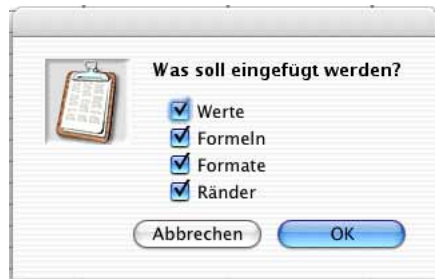 Was soll eingefügt werden?
Werte
Formeln
Formate
Ränder
Abbrechen OK